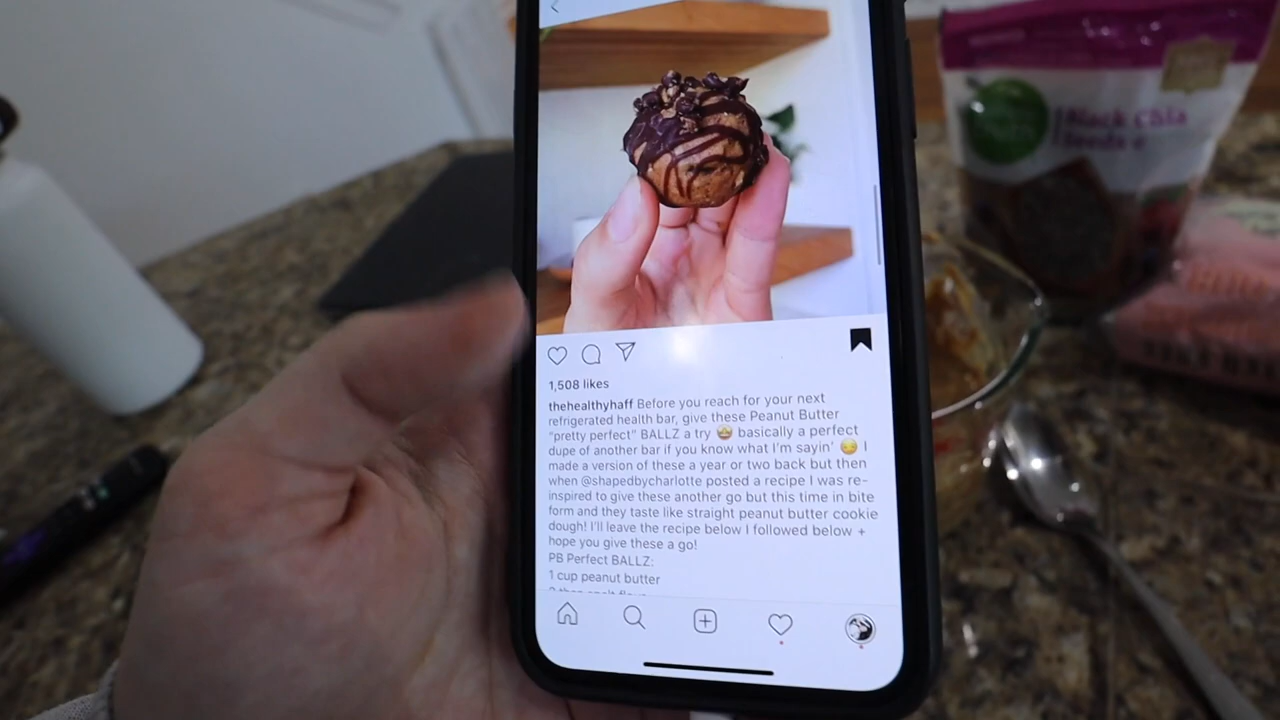 1,508 likes
thehealthyhaff Before you reach for your next
refrigerated health bar, give these Peanut Butter
"pretty perfect" BALLZ a try 🤩 basically a perfect
dupe of another bar if you know what I'm sayin' 😏 I
made a version of these a year or two back but then
when @shapedbycharlotte posted a recipe I was re-
inspired to give these another go but this time in bite
form and they taste like straight peanut butter cookie
dough! I'll leave the recipe below I followed below +
hope you give these a go!
PB Perfect BALLZ:
1 cup peanut butter
Black Chia
Seeds